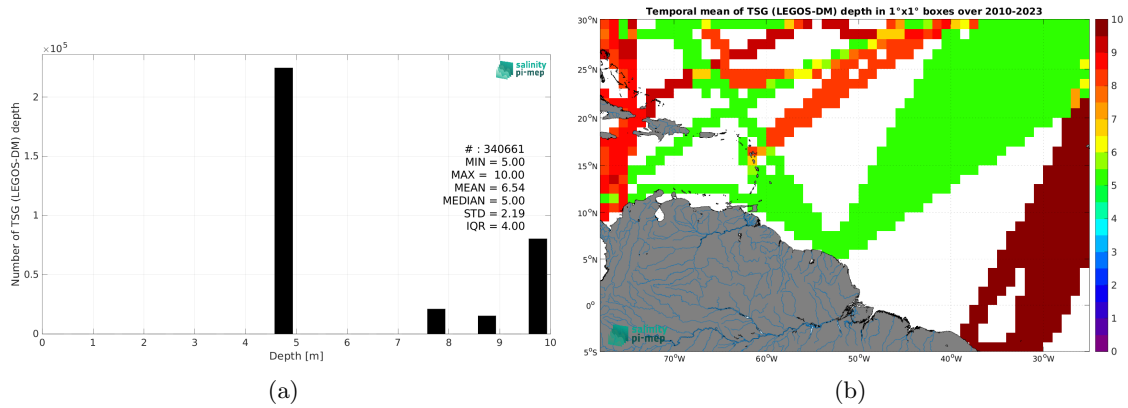 ×10⁵
2
1.5
1
0.5
0
Number of TSG (LEGOS-DM) depth
0 1 2 3 4 5 6 7 8 9 10
Depth [m]
salinity
pi-mep
# : 340661
MIN = 5.00
MAX = 10.00
MEAN = 6.54
MEDIAN = 5.00
STD = 2.19
IQR = 4.00
(a)
Temporal mean of TSG (LEGOS-DM) depth in 1°x1° boxes over 2010-2023
30°N
25°N
20°N
15°N
10°N
5°N
0°
5°S
70°W 60°W 50°W 40°W 30°W
salinity
pi-mep
10
9
8
7
6
5
4
3
2
1
0
(b)